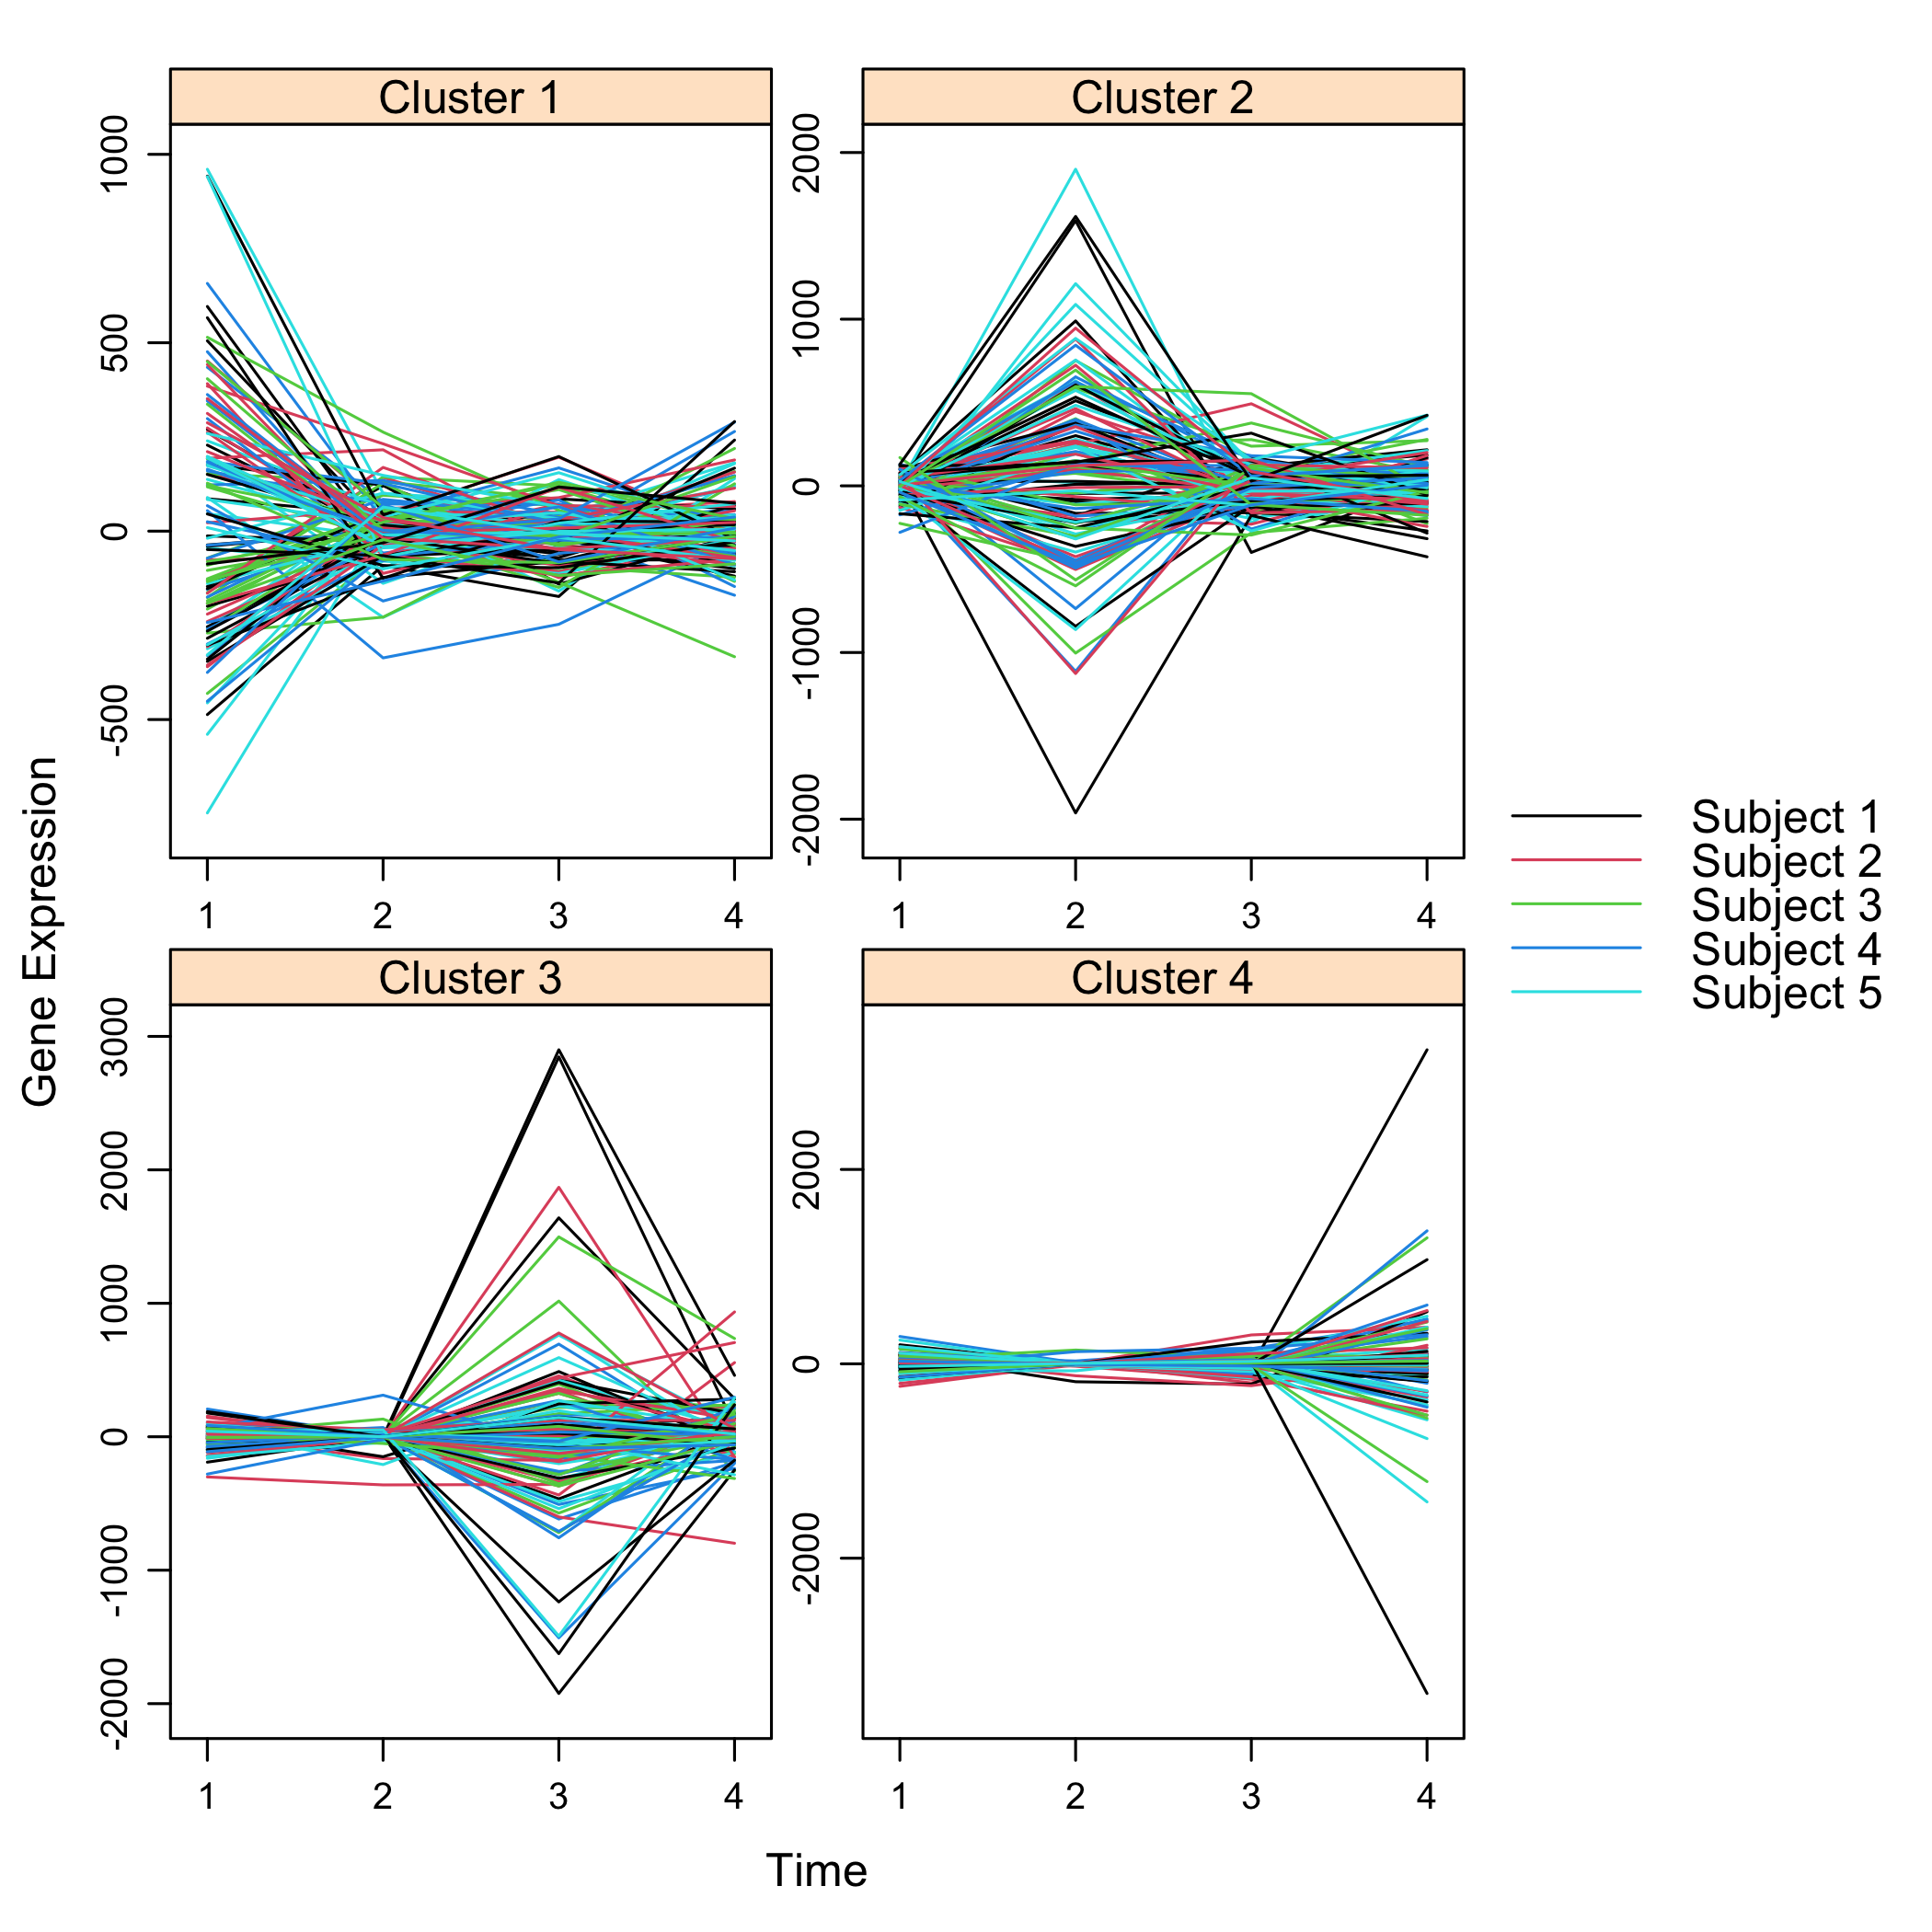 Cluster 1
Cluster 2
1000
500
0
-500
2000
1000
0
-1000
-2000
1 2 3 4
1 2 3 4
Gene Expression
Subject 1
Subject 2
Subject 3
Subject 4
Subject 5
Cluster 3
Cluster 4
3000
2000
1000
0
-1000
-2000
2000
0
-2000
1 2 3 4
1 2 3 4
Time